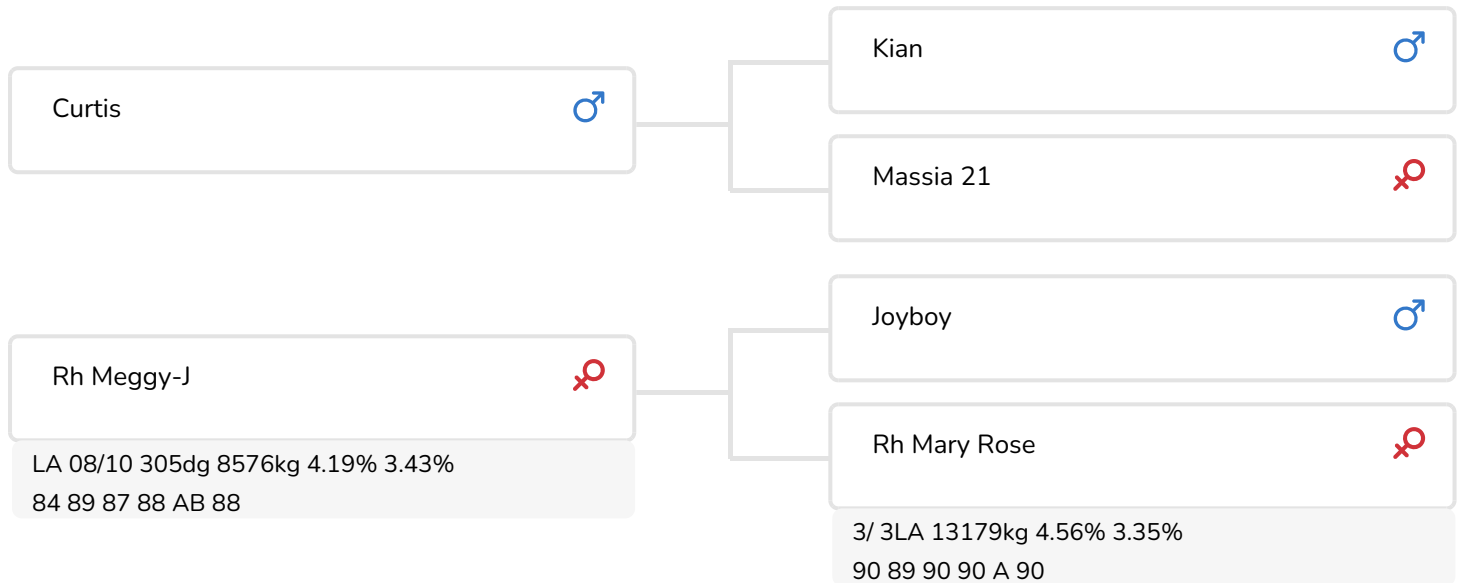 Curtis
Kian
Massia 21
Rh Meggy-J
LA 08/10 305dg 8576kg 4.19% 3.43%
84 89 87 88 AB 88
Joyboy
Rh Mary Rose
3/ 3LA 13179kg 4.56% 3.35%
90 89 90 90 A 90